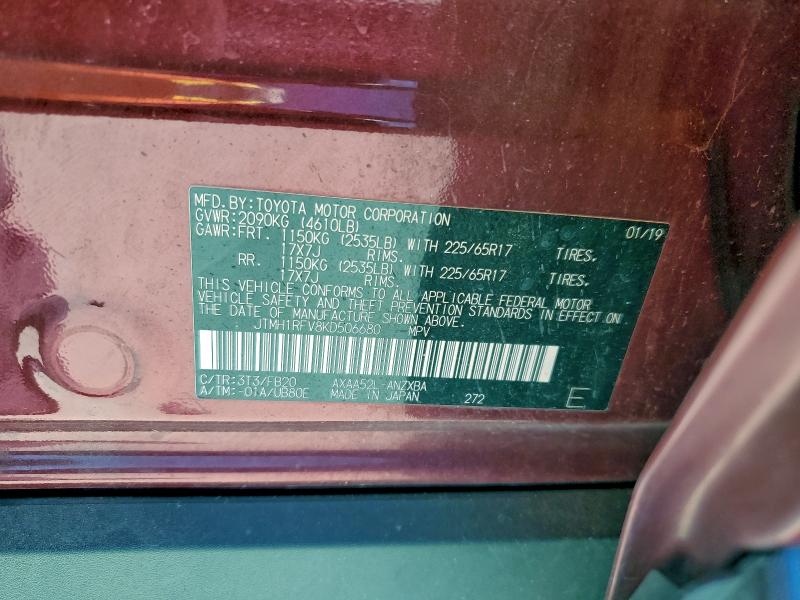 MFD. BY: TOYOTA MOTOR CORPORATION 01/19
GVWR: 2090KG (4610LB)
GAWR: FRT. 1150KG (2535LB) WITH 225/65R17 TIRES.
17X7J RIMS.
RR. 1150KG (2535LB) WITH 225/65R17 TIRES.
17X7J RIMS.
THIS VEHICLE CONFORMS TO ALL APPLICABLE FEDERAL MOTOR
VEHICLE SAFETY AND THEFT PREVENTION STANDARDS IN EFFECT ON
THE DATE OF MANUFACTURE SHOWN ABOVE.
JTMH1RFV8KD506680 MPV
C/TR: 3T3/FB20 AXAA52L-ANZXBA
A/TM: -01A/UB80E MADE IN JAPAN 272 E